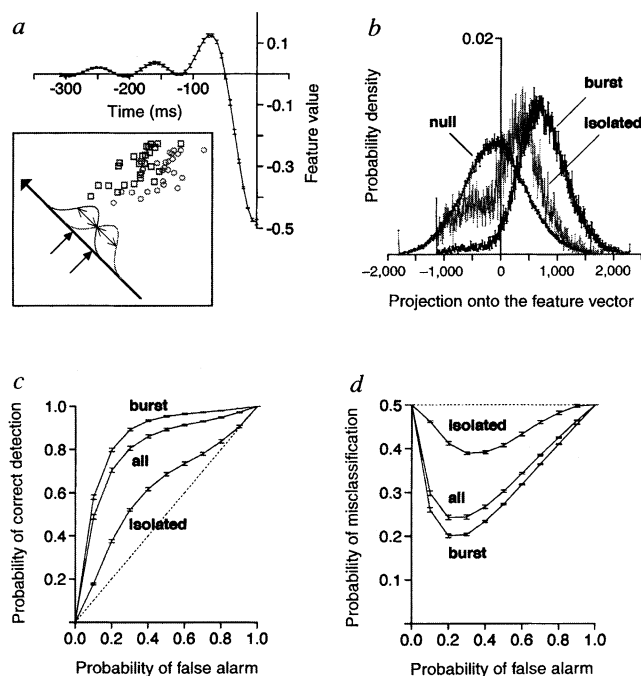 a
0.1
-300
-200
-100
-0.1
Time (ms)
-0.3
Feature value
-0.5
b
0.02
burst
null
isolated
Probability density
-2,000
-1,000
0
1,000
2,000
Projection onto the feature vector
c
1.0
burst
0.8
all
0.6
isolated
0.4
0.2
Probability of correct detection
0.0
0.2
0.4
0.6
0.8
1.0
Probability of false alarm
d
0.5
isolated
0.4
0.3
all
0.2
burst
0.1
Probability of misclassification
0.0
0.2
0.4
0.6
0.8
1.0
Probability of false alarm